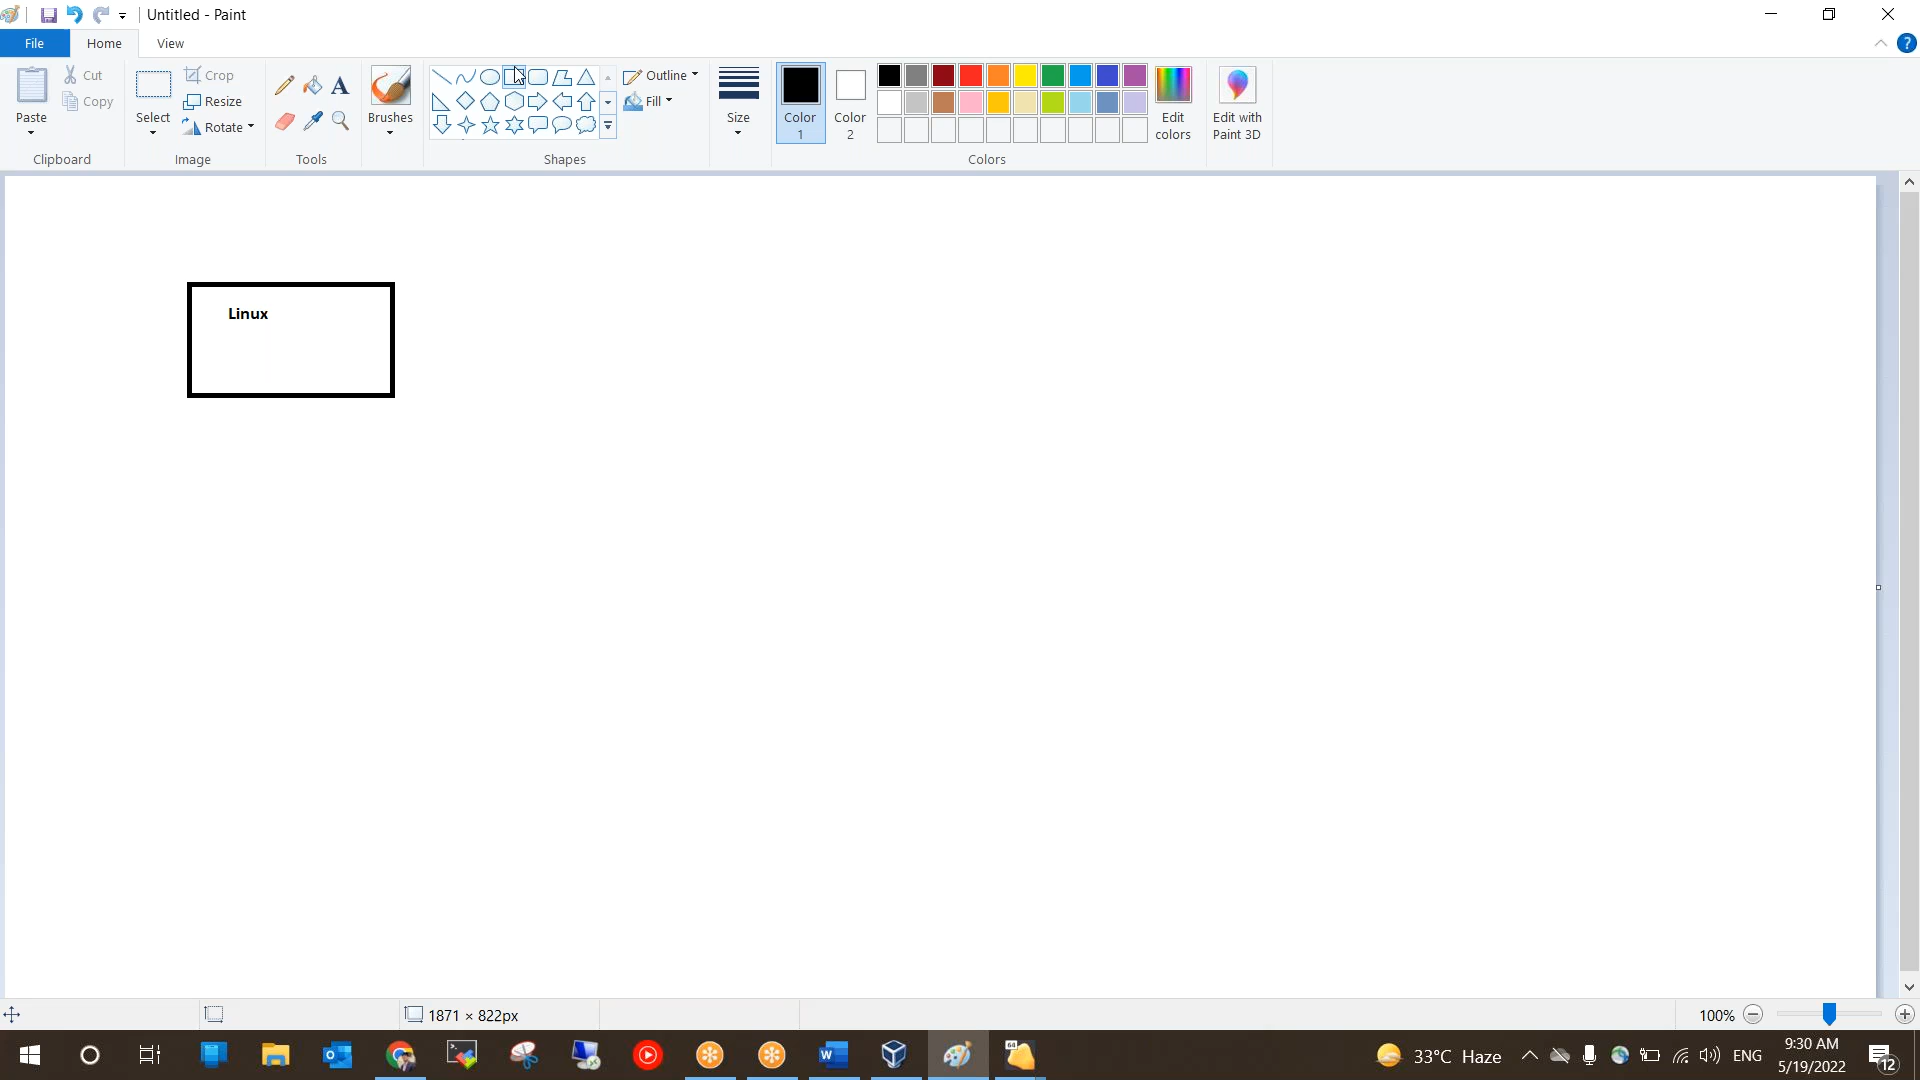 Untitled - Paint
File
Home
View
Paste
Cut
Copy
Clipboard
Select
Crop
Resize
Rotate
Image
Tools
Brushes
Outline
Fill
Shapes
Size
Color
1
Color
2
Colors
Edit
colors
Edit with
Paint 3D
Linux
1871 × 822px
100%
33°C Haze
ENG
9:30 AM
5/19/2022
12
64